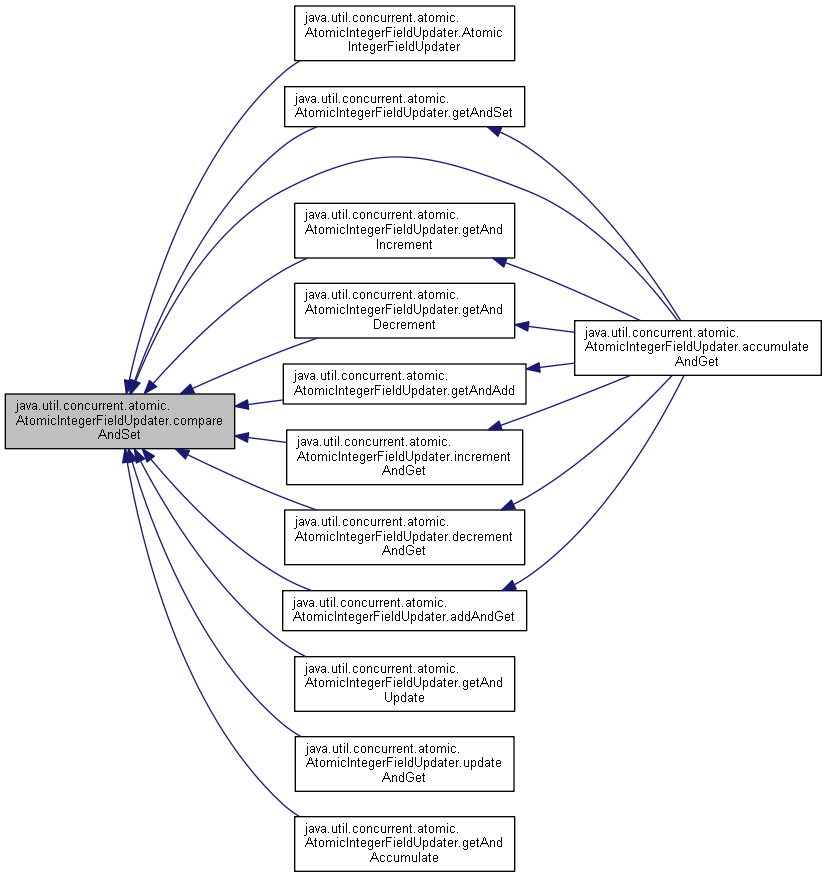 java.util.concurrent.atomic.
AtomicIntegerFieldUpdater.Atomic
IntegerFieldUpdater
java.util.concurrent.atomic.
AtomicIntegerFieldUpdater.getAndSet
java.util.concurrent.atomic.
AtomicIntegerFieldUpdater.getAnd
Increment
java.util.concurrent.atomic.
AtomicIntegerFieldUpdater.getAnd
Decrement
java.util.concurrent.atomic.
AtomicIntegerFieldUpdater.accumulate
AndGet
java.util.concurrent.atomic.
AtomicIntegerFieldUpdater.getAndAdd
java.util.concurrent.atomic.
AtomicIntegerFieldUpdater.compare
AndSet
java.util.concurrent.atomic.
AtomicIntegerFieldUpdater.increment
AndGet
java.util.concurrent.atomic.
AtomicIntegerFieldUpdater.decrement
AndGet
java.util.concurrent.atomic.
AtomicIntegerFieldUpdater.addAndGet
java.util.concurrent.atomic.
AtomicIntegerFieldUpdater.getAnd
Update
java.util.concurrent.atomic.
AtomicIntegerFieldUpdater.update
AndGet
java.util.concurrent.atomic.
AtomicIntegerFieldUpdater.getAnd
Accumulate